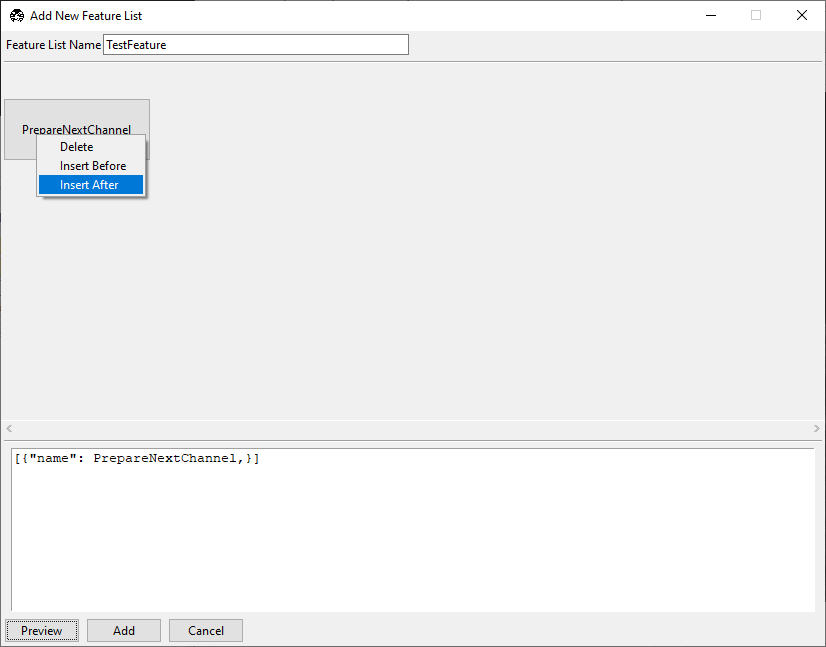 Add New Feature List
Feature List Name TestFeature
PrepareNextChannel
Delete
Insert Before
Insert After
[{"name": PrepareNextChannel,}]
Preview Add Cancel